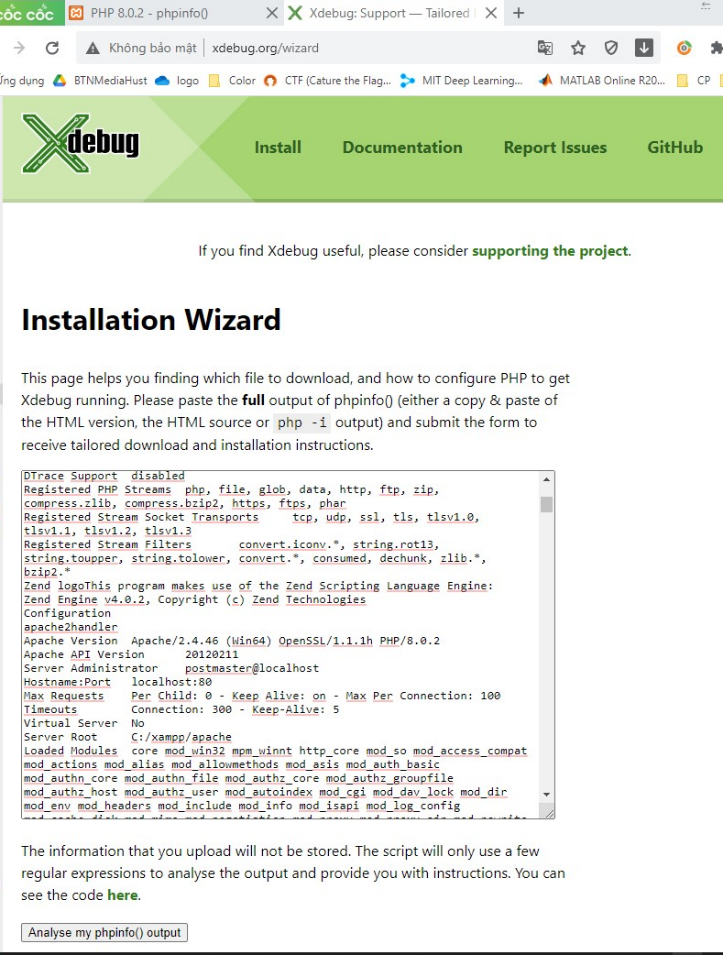 cốc cốc PHP 8.0.2 - phpinfo() Xdebug: Support — Tailored
Không bảo mật xdebug.org/wizard
Ứng dụng BTNMediaHust logo Color CTF (Cature the Flag... MIT Deep Learning... MATLAB Online R20... CP
Xdebug Install Documentation Report Issues GitHub
If you find Xdebug useful, please consider supporting the project.
Installation Wizard
This page helps you finding which file to download, and how to configure PHP to get
Xdebug running. Please paste the full output of phpinfo() (either a copy & paste of
the HTML version, the HTML source or php -i output) and submit the form to
receive tailored download and installation instructions.
DTrace Support disabled
Registered PHP Streams php, file, glob, data, http, ftp, zip,
compress.zlib, compress.bzip2, https, ftps, phar
Registered Stream Socket Transports tcp, udp, ssl, tls, tlsv1.0,
tlsv1.1, tlsv1.2, tlsv1.3
Registered Stream Filters convert.iconv.*, string.rot13,
string.toupper, string.tolower, convert.*, consumed, dechunk, zlib.*,
bzip2.*
Zend logoThis program makes use of the Zend Scripting Language Engine:
Zend Engine v4.0.2, Copyright (c) Zend Technologies
Configuration
apache2handler
Apache Version Apache/2.4.46 (Win64) OpenSSL/1.1.1h PHP/8.0.2
Apache API Version 20120211
Server Administrator postmaster@localhost
Hostname:Port localhost:80
Max Requests Per Child: 0 - Keep Alive: on - Max Per Connection: 100
Timeouts Connection: 300 - Keep-Alive: 5
Virtual Server No
Server Root C:/xampp/apache
Loaded Modules core mod_win32 mpm_winnt http_core mod_so mod_access_compat
mod_actions mod_alias mod_allowmethods mod_asis mod_auth_basic
mod_authn_core mod_authn_file mod_authz_core mod_authz_groupfile
mod_authz_host mod_authz_user mod_autoindex mod_cgi mod_dav_lock mod_dir
mod_env mod_headers mod_include mod_info mod_isapi mod_log_config
The information that you upload will not be stored. The script will only use a few
regular expressions to analyse the output and provide you with instructions. You can
see the code here.
Analyse my phpinfo() output